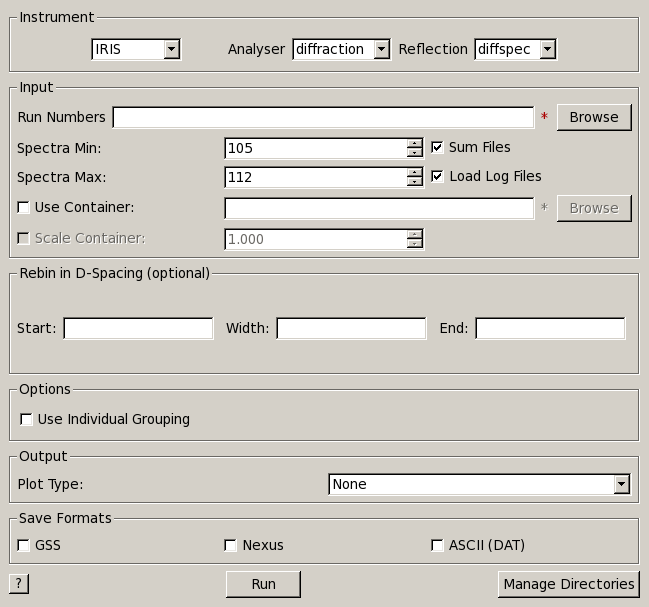 Instrument
IRIS Analyser diffraction Reflection diffspec
Input
Run Numbers * Browse
Spectra Min: 105 Sum Files
Spectra Max: 112 Load Log Files
Use Container: * Browse
Scale Container: 1.000
Rebin in D-Spacing (optional)
Start: Width: End:
Options
Use Individual Grouping
Output
Plot Type: None
Save Formats
GSS Nexus ASCII (DAT)
? Run Manage Directories